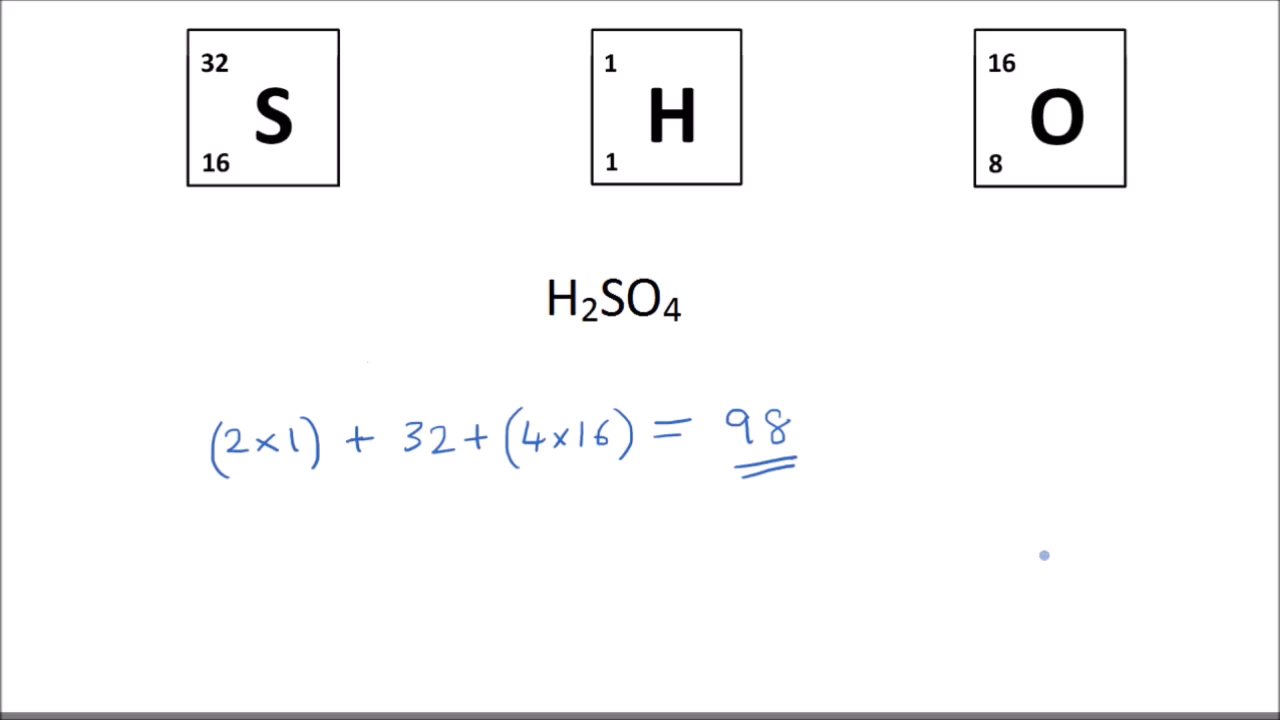 32 1 16
S H O
16 1 8
H₂SO₄
(2×1) + 32+(4×16) = 98